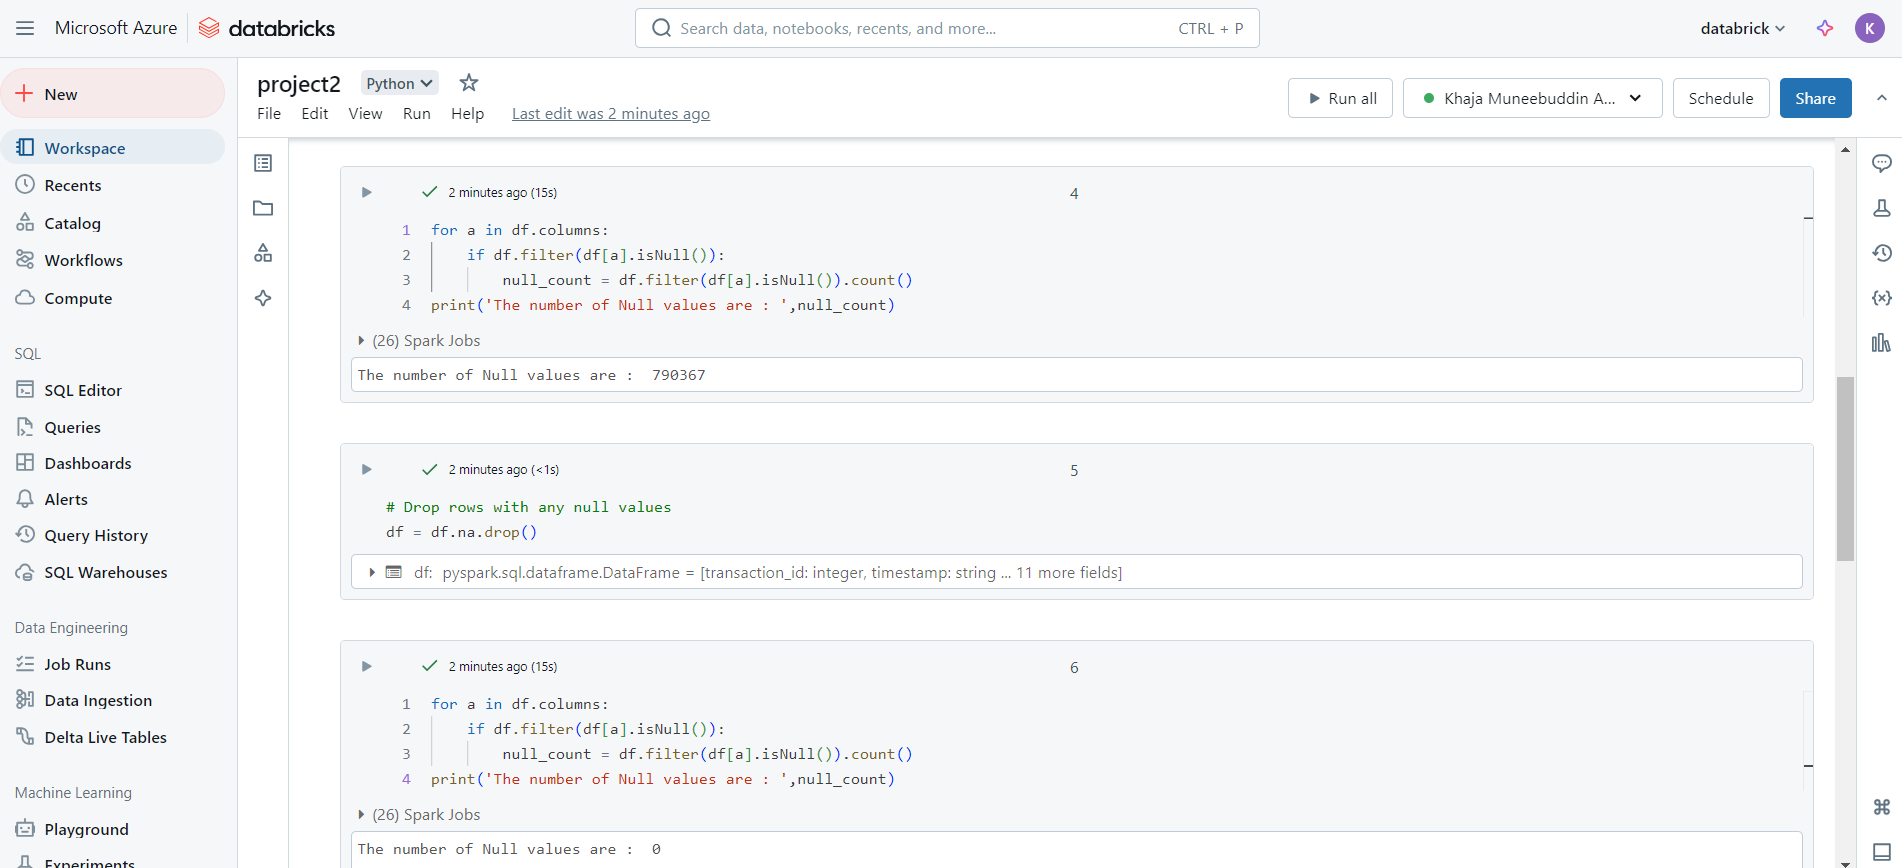 Microsoft Azure databricks
Search data, notebooks, recents, and more... CTRL + P
databrick
K
New
Workspace
Recents
Catalog
Workflows
Compute
SQL
SQL Editor
Queries
Dashboards
Alerts
Query History
SQL Warehouses
Data Engineering
Job Runs
Data Ingestion
Delta Live Tables
Machine Learning
Playground
Experiments
project2 Python
File Edit View Run Help Last edit was 2 minutes ago
Run all Khaja Muneebuddin A... Schedule Share
2 minutes ago (15s) 4
1 for a in df.columns:
2 if df.filter(df[a].isNull()):
3 null_count = df.filter(df[a].isNull()).count()
4 print('The number of Null values are : ',null_count)
(26) Spark Jobs
The number of Null values are :  790367
2 minutes ago (<1s) 5
# Drop rows with any null values
df = df.na.drop()
df: pyspark.sql.dataframe.DataFrame = [transaction_id: integer, timestamp: string ... 11 more fields]
2 minutes ago (15s) 6
1 for a in df.columns:
2 if df.filter(df[a].isNull()):
3 null_count = df.filter(df[a].isNull()).count()
4 print('The number of Null values are : ',null_count)
(26) Spark Jobs
The number of Null values are :  0